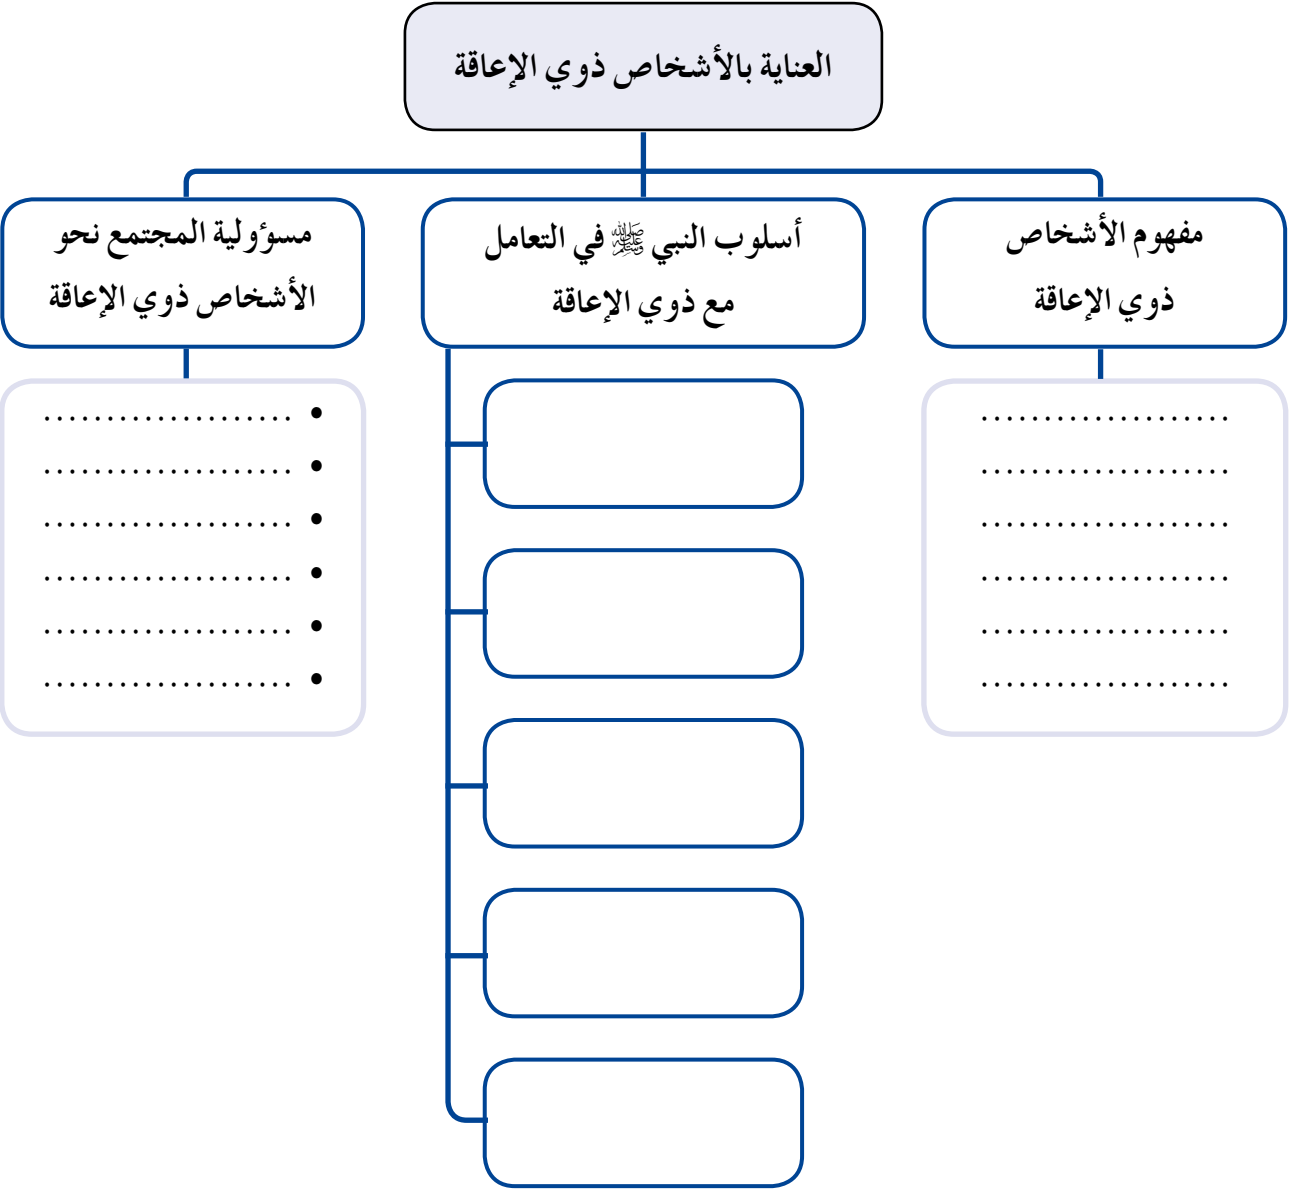 العناية بالأشخاص ذوي الإعاقة
مفهوم الأشخاص
ذوي الإعاقة
...................
...................
...................
...................
...................
...................
أسلوب النبي ﷺ في التعامل
مع ذوي الإعاقة
مسؤولية المجتمع نحو
الأشخاص ذوي الإعاقة
• ....................
• ....................
• ....................
• ....................
• ....................
• ....................